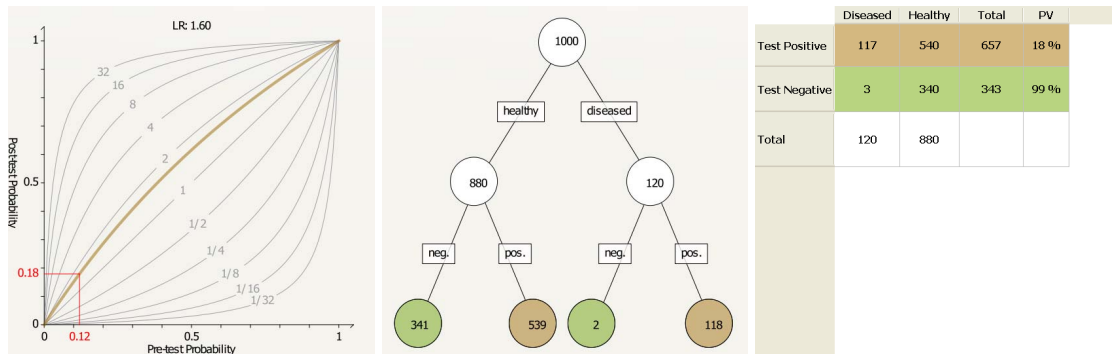 LR: 1.60
1
32
16
8
4
2
1
1/2
1/4
1/8
1/16
1/32
Post-test Probability
0.5
0.18
0
0
0.12
0.5
1
Pre-test Probability
1000
healthy
diseased
880
120
neg.
pos.
neg.
pos.
341
539
2
118
Diseased Healthy Total PV
Test Positive 117 540 657 18 %
Test Negative 3 340 343 99 %
Total 120 880